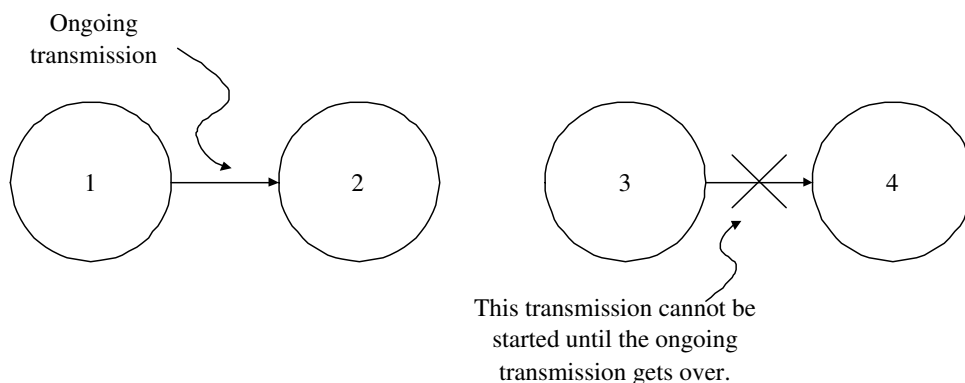 Ongoing
transmission
1
2
3
4
This transmission cannot be
started until the ongoing
transmission gets over.